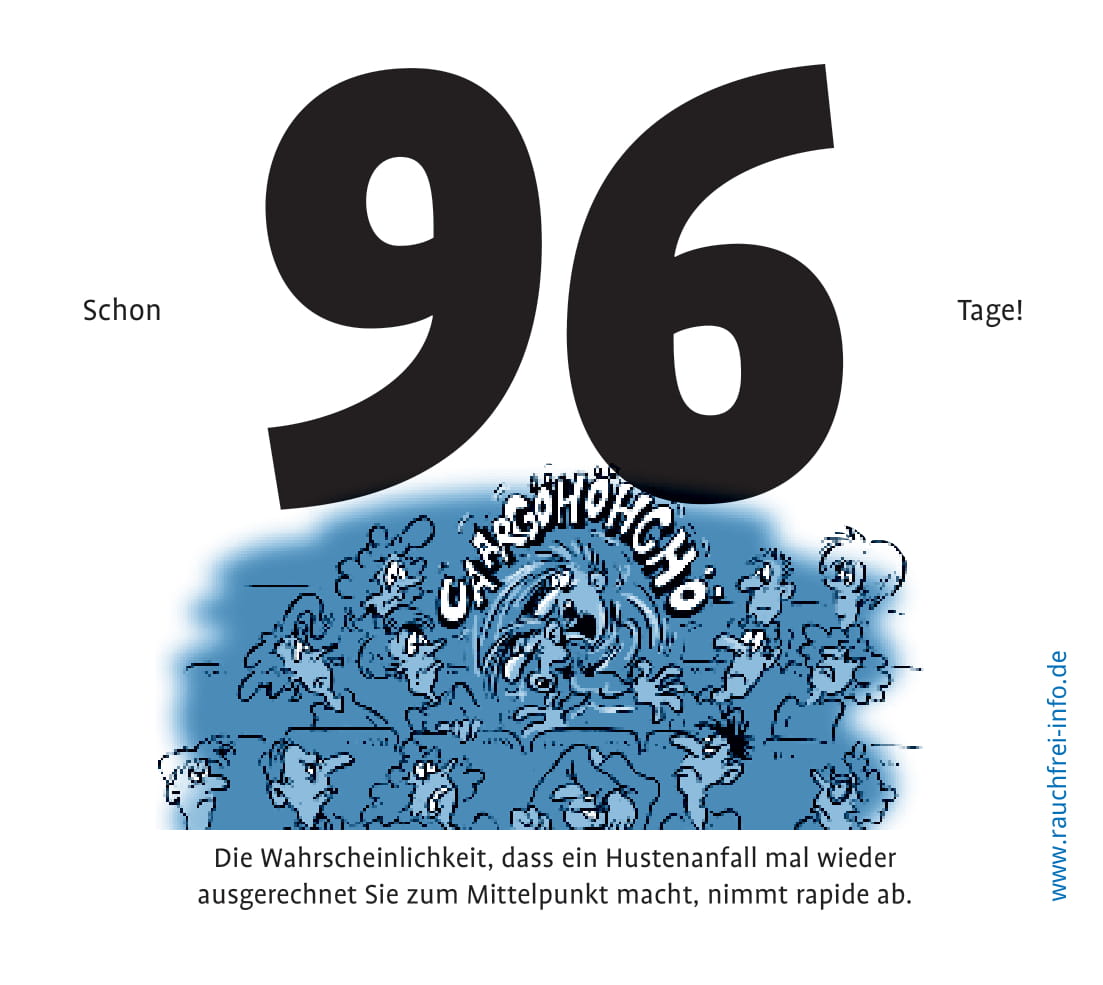 Schon
96
Tage!
UAARGÖHÖHCHÖ
Die Wahrscheinlichkeit, dass ein Hustenanfall mal wieder
ausgerechnet Sie zum Mittelpunkt macht, nimmt rapide ab.
www.rauchfrei-info.de